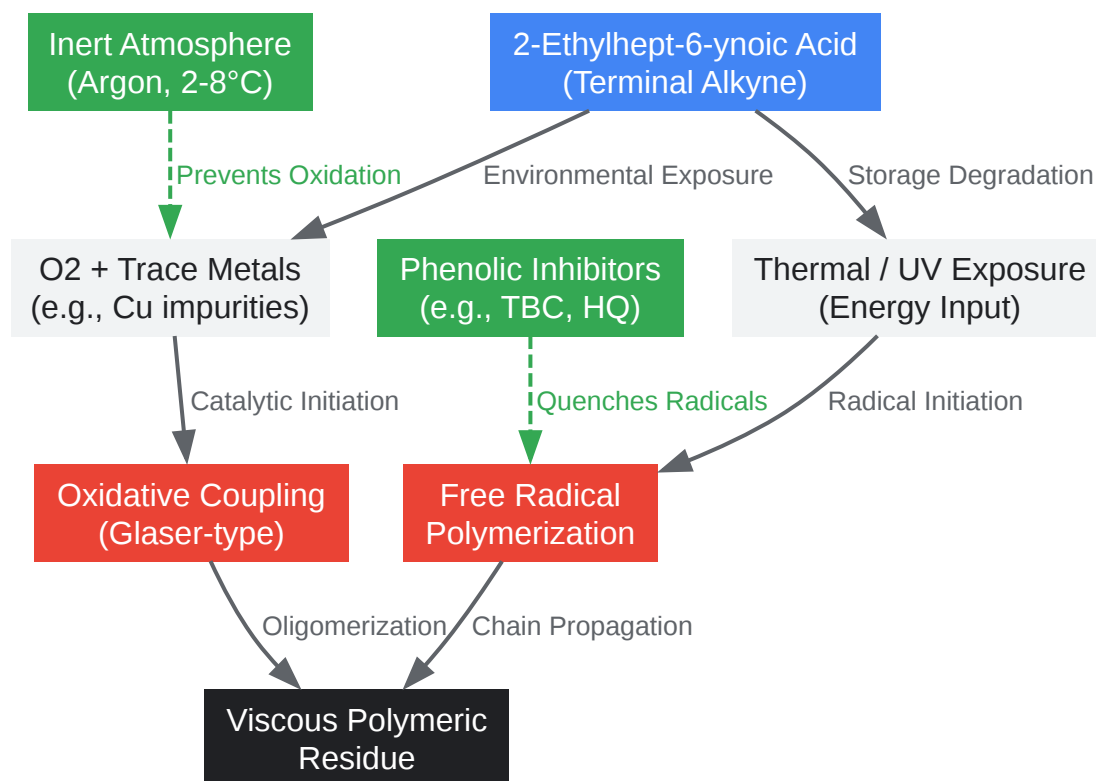 Inert Atmosphere
(Argon, 2-8°C)
2-Ethylhept-6-ynoic Acid
(Terminal Alkyne)
Prevents Oxidation
Environmental Exposure
Storage Degradation
O2 + Trace Metals
(e.g., Cu impurities)
Phenolic Inhibitors
(e.g., TBC, HQ)
Thermal / UV Exposure
(Energy Input)
Catalytic Initiation
Quenches Radicals
Radical Initiation
Oxidative Coupling
(Glaser-type)
Free Radical
Polymerization
Oligomerization
Chain Propagation
Viscous Polymeric
Residue